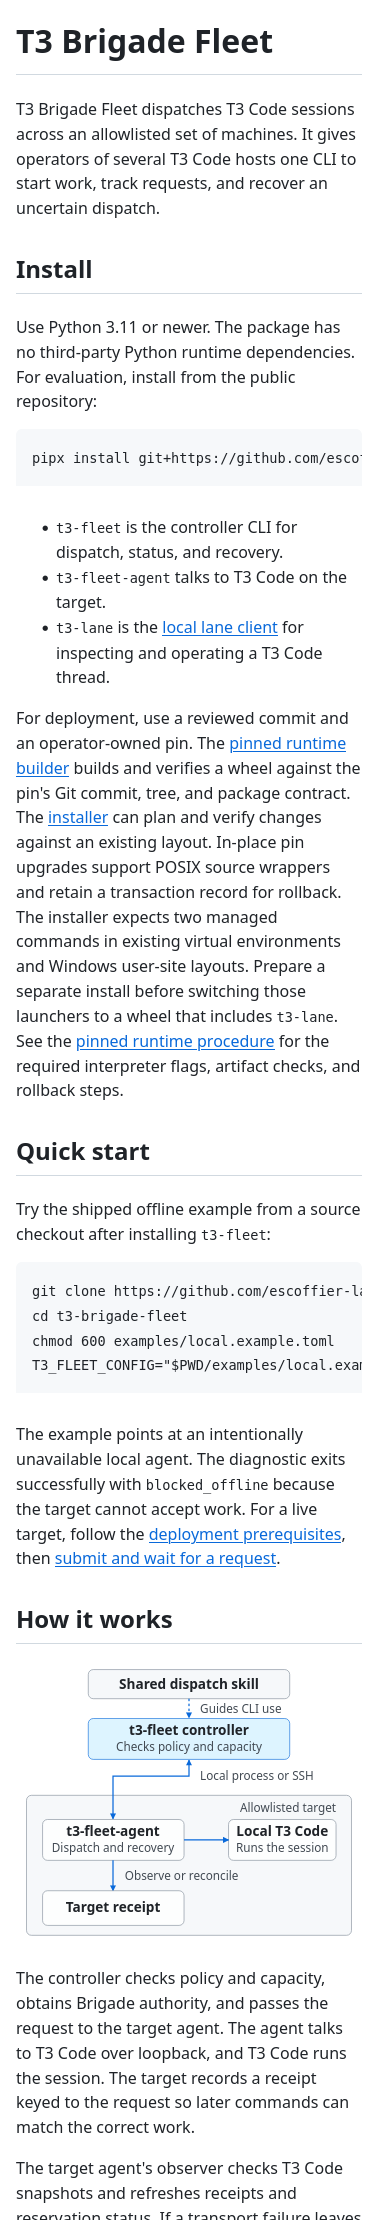 T3 Brigade Fleet
T3 Brigade Fleet dispatches T3 Code sessions
across an allowlisted set of machines. It gives
operators of several T3 Code hosts one CLI to
start work, track requests, and recover an
uncertain dispatch.
Install
Use Python 3.11 or newer. The package has
no third-party Python runtime dependencies.
For evaluation, install from the public
repository:
pipx install git+https://github.com/escof
• t3-fleet is the controller CLI for
dispatch, status, and recovery.
• t3-fleet-agent talks to T3 Code on the
target.
• t3-lane is the local lane client for
inspecting and operating a T3 Code
thread.
For deployment, use a reviewed commit and
an operator-owned pin. The pinned runtime
builder builds and verifies a wheel against the
pin's Git commit, tree, and package contract.
The installer can plan and verify changes
against an existing layout. In-place pin
upgrades support POSIX source wrappers
and retain a transaction record for rollback.
The installer expects two managed
commands in existing virtual environments
and Windows user-site layouts. Prepare a
separate install before switching those
launchers to a wheel that includes t3-lane.
See the pinned runtime procedure for the
required interpreter flags, artifact checks, and
rollback steps.
Quick start
Try the shipped offline example from a source
checkout after installing t3-fleet:
git clone https://github.com/escoffier-la
cd t3-brigade-fleet
chmod 600 examples/local.example.toml
T3_FLEET_CONFIG="$PWD/examples/local.exam
The example points at an intentionally
unavailable local agent. The diagnostic exits
successfully with blocked_offline because
the target cannot accept work. For a live
target, follow the deployment prerequisites,
then submit and wait for a request.
How it works
Shared dispatch skill
Guides CLI use
t3-fleet controller
Checks policy and capacity
Local process or SSH
Allowlisted target
t3-fleet-agent
Dispatch and recovery
Local T3 Code
Runs the session
Observe or reconcile
Target receipt
The controller checks policy and capacity,
obtains Brigade authority, and passes the
request to the target agent. The agent talks
to T3 Code over loopback, and T3 Code runs
the session. The target records a receipt
keyed to the request so later commands can
match the correct work.
The target agent's observer checks T3 Code
snapshots and refreshes receipts and
reservation status. If a transport failure leaves